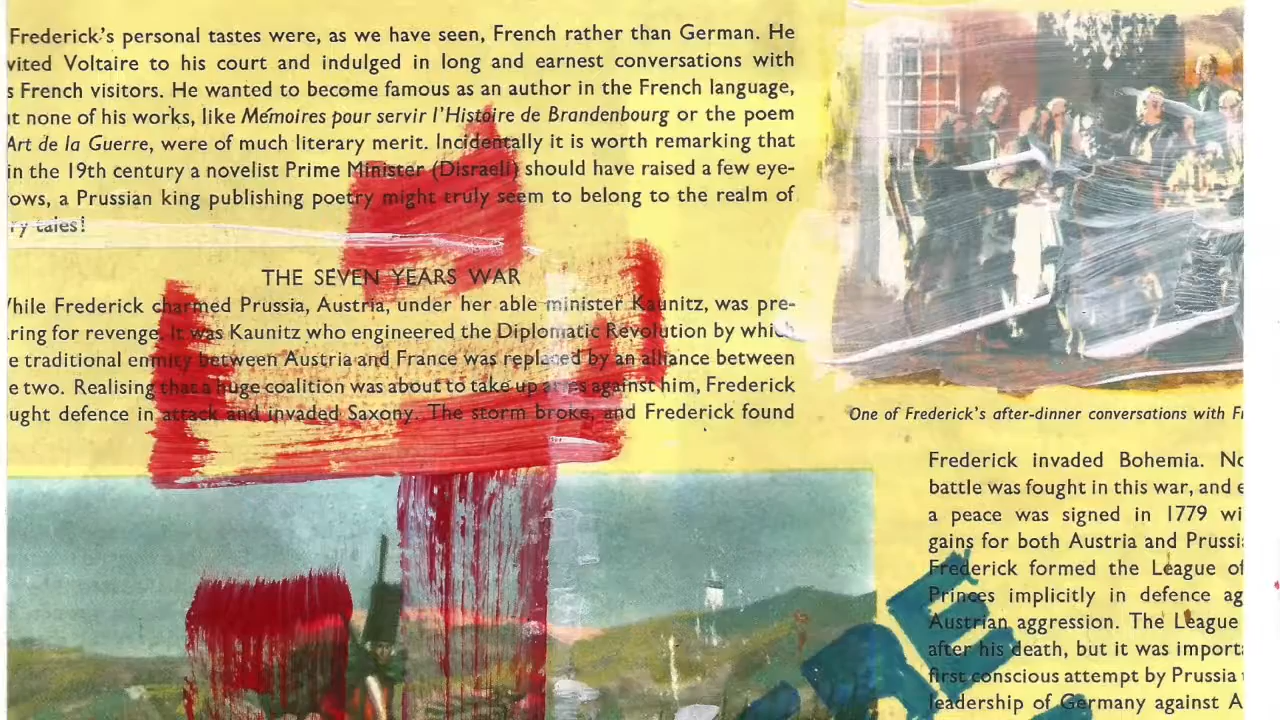 Frederick's personal tastes were, as we have seen, French rather than German. He
vited Voltaire to his court and indulged in long and earnest conversations with
s French visitors. He wanted to become famous as an author in the French language,
ut none of his works, like Mémoires pour servir l'Histoire de Brandenbourg or the poem
Art de la Guerre, were of much literary merit. Incidentally it is worth remarking that
in the 19th century a novelist Prime Minister (Disraeli) should have raised a few eye-
rows, a Prussian king publishing poetry might truly seem to belong to the realm of
ry tales!
THE SEVEN YEARS WAR
While Frederick charmed Prussia, Austria, under her able minister Kaunitz, was pre-
ring for revenge. It was Kaunitz who engineered the Diplomatic Revolution by which
e traditional enmity between Austria and France was replaced by an alliance between
e two. Realising that a huge coalition was about to take up arms against him, Frederick
ught defence in attack and invaded Saxony. The storm broke, and Frederick found
One of Frederick's after-dinner conversations with F
Frederick invaded Bohemia. No
battle was fought in this war, and e
a peace was signed in 1779 wi
gains for both Austria and Prussi
Frederick formed the League of
Princes implicitly in defence ag
Austrian aggression. The League
after his death, but it was import
first conscious attempt by Prussia
leadership of Germany against A